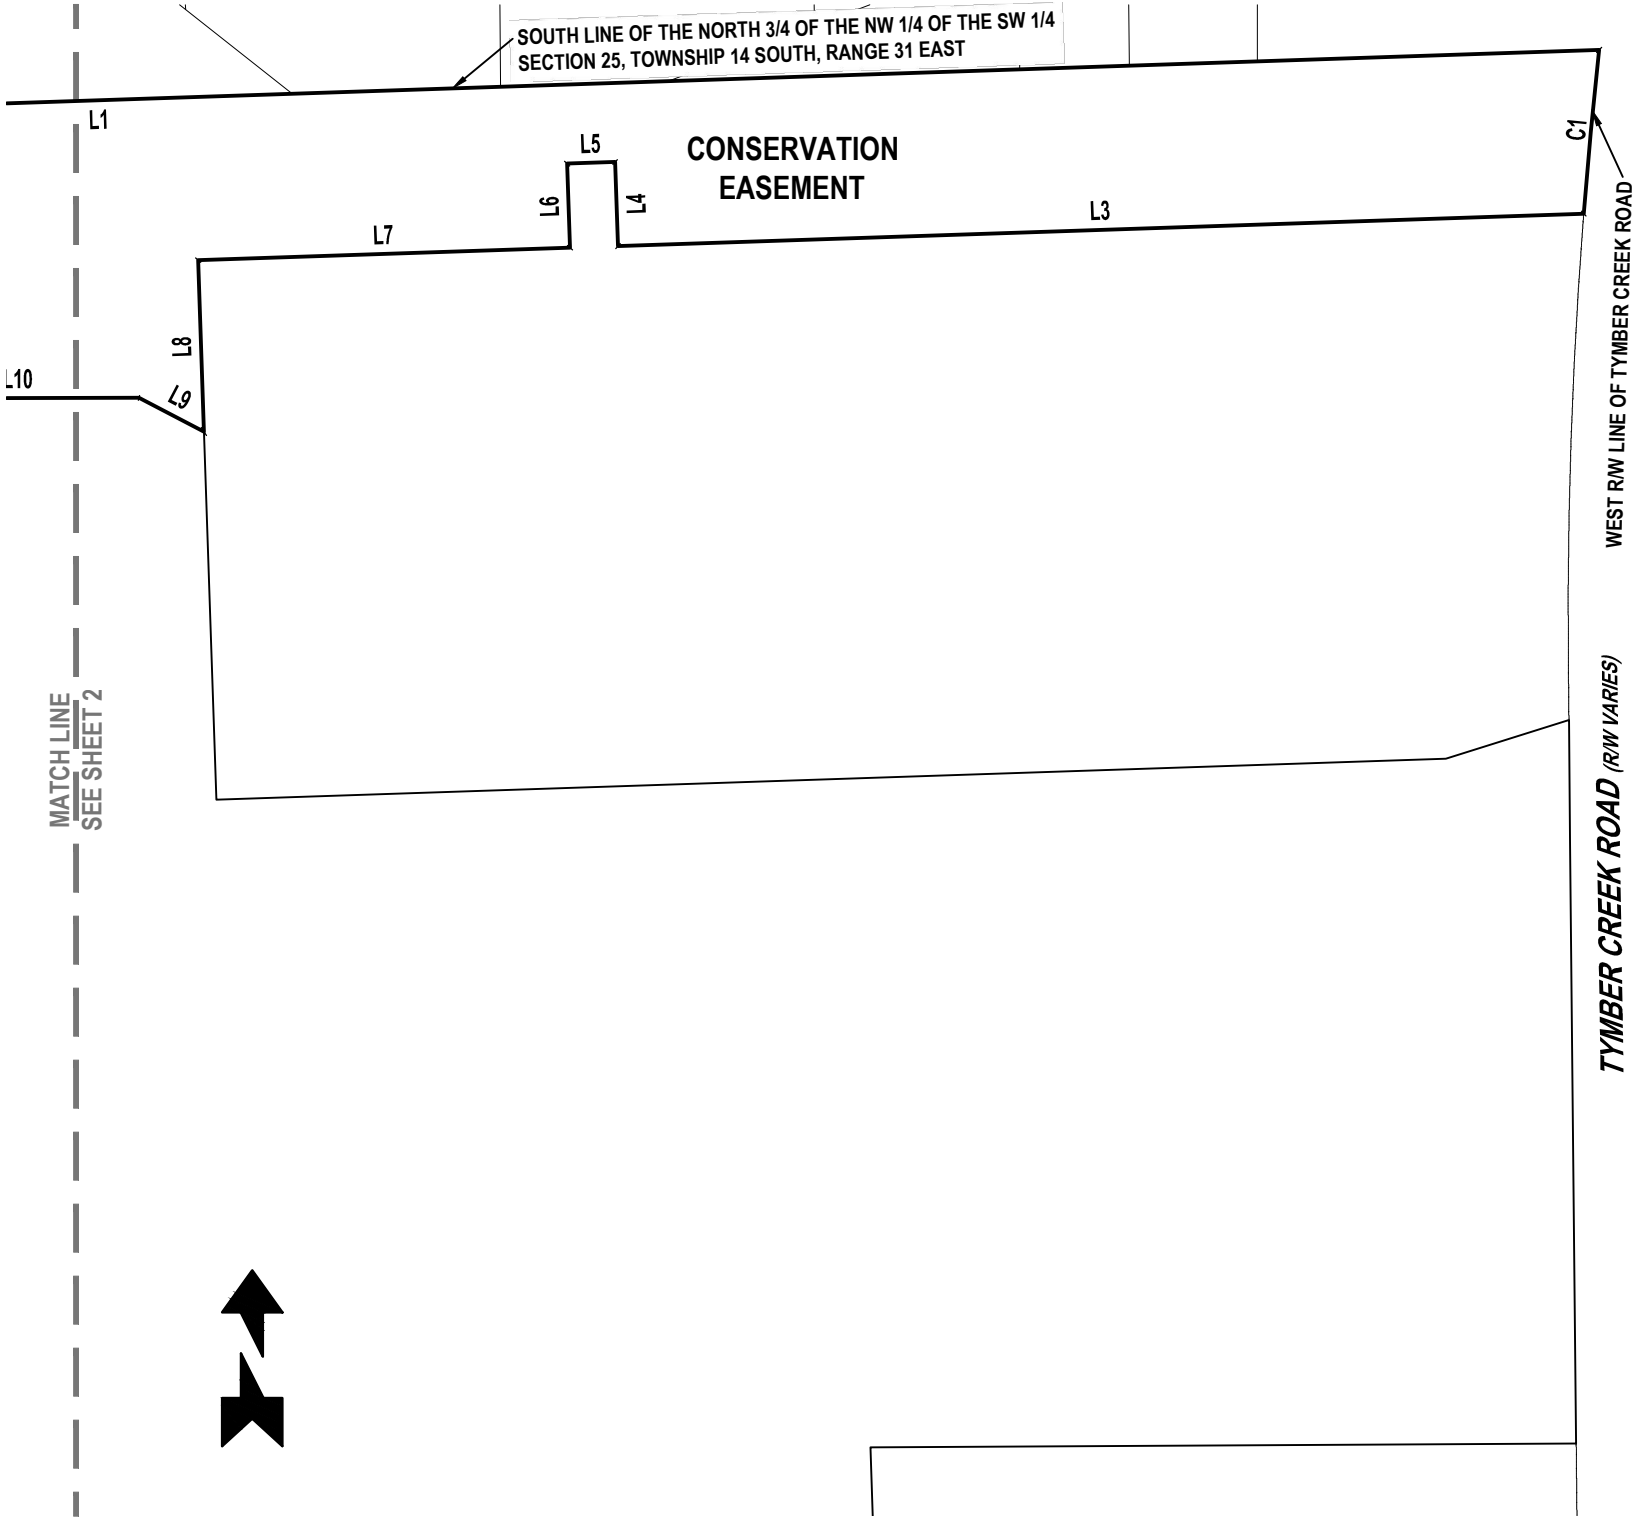 SOUTH LINE OF THE NORTH 3/4 OF THE NW 1/4 OF THE SW 1/4
SECTION 25, TOWNSHIP 14 SOUTH, RANGE 31 EAST
L1
C1
L5
CONSERVATION
EASEMENT
L6
L4
L3
L7
L8
L10
L9
WEST R/W LINE OF TYMBER CREEK ROAD
MATCH LINE
SEE SHEET 2
TYMBER CREEK ROAD (R/W VARIES)